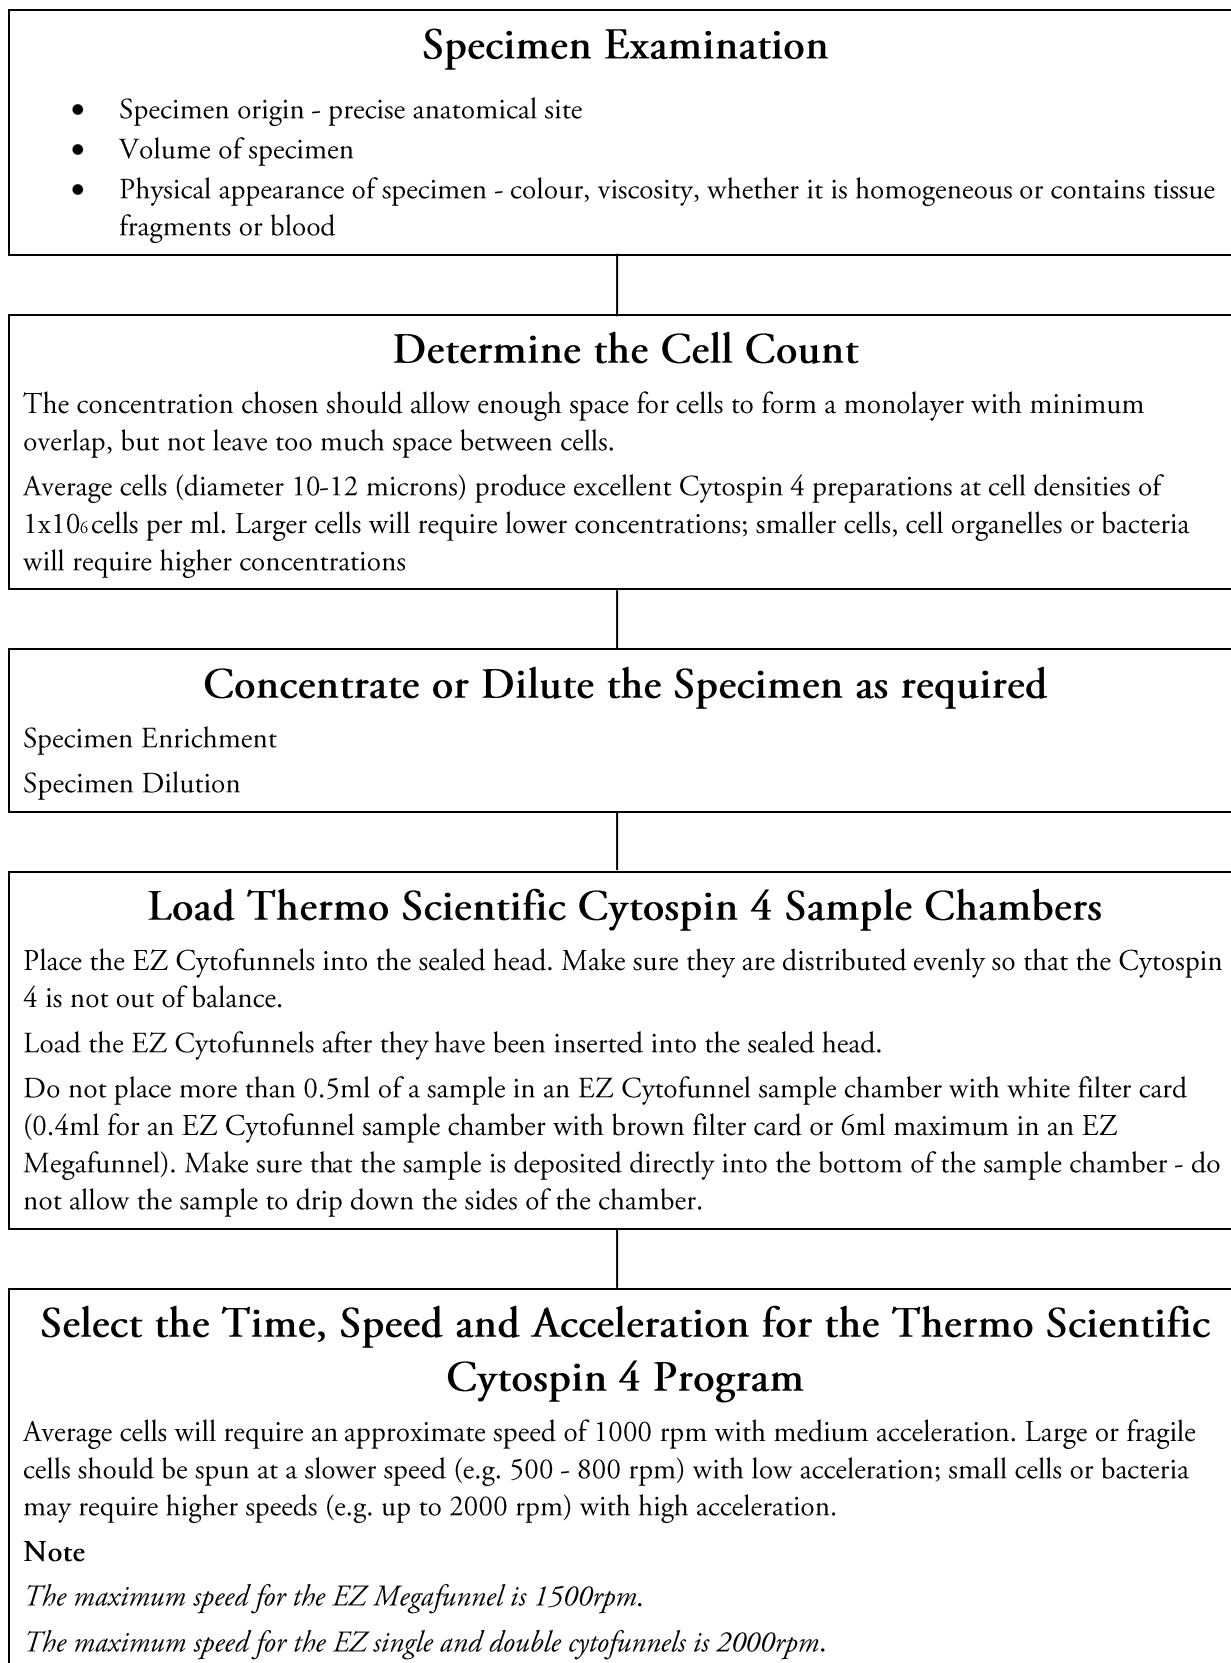 Specimen Examination
• Specimen origin - precise anatomical site
• Volume of specimen
• Physical appearance of specimen - colour, viscosity, whether it is homogeneous or contains tissue
fragments or blood
Determine the Cell Count
The concentration chosen should allow enough space for cells to form a monolayer with minimum
overlap, but not leave too much space between cells.
Average cells (diameter 10-12 microns) produce excellent Cytospin 4 preparations at cell densities of
1x10₆ cells per ml. Larger cells will require lower concentrations; smaller cells, cell organelles or bacteria
will require higher concentrations
Concentrate or Dilute the Specimen as required
Specimen Enrichment
Specimen Dilution
Load Thermo Scientific Cytospin 4 Sample Chambers
Place the EZ Cytofunnels into the sealed head. Make sure they are distributed evenly so that the Cytospin
4 is not out of balance.
Load the EZ Cytofunnels after they have been inserted into the sealed head.
Do not place more than 0.5ml of a sample in an EZ Cytofunnel sample chamber with white filter card
(0.4ml for an EZ Cytofunnel sample chamber with brown filter card or 6ml maximum in an EZ
Megafunnel). Make sure that the sample is deposited directly into the bottom of the sample chamber - do
not allow the sample to drip down the sides of the chamber.
Select the Time, Speed and Acceleration for the Thermo Scientific
Cytospin 4 Program
Average cells will require an approximate speed of 1000 rpm with medium acceleration. Large or fragile
cells should be spun at a slower speed (e.g. 500 - 800 rpm) with low acceleration; small cells or bacteria
may require higher speeds (e.g. up to 2000 rpm) with high acceleration.
Note
The maximum speed for the EZ Megafunnel is 1500rpm.
The maximum speed for the EZ single and double cytofunnels is 2000rpm.